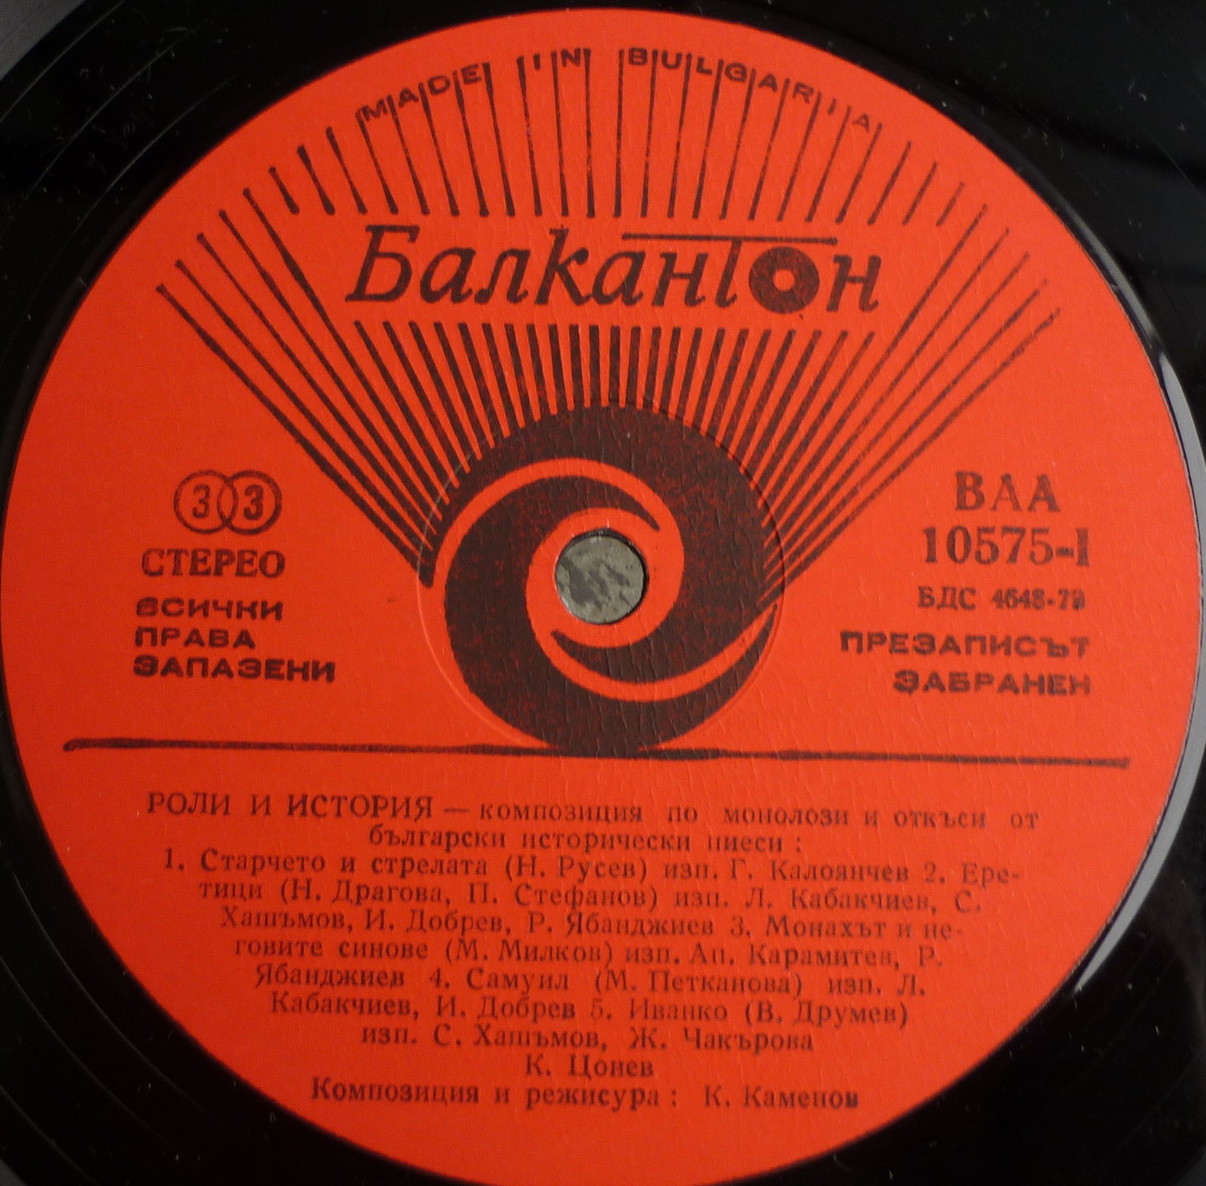 MADE IN BULGARIA
Балкантон
33
СТЕРЕО
ВСИЧКИ
ПРАВА
ЗАПАЗЕНИ
ВАА
10575-I
БДС 4648-79
ПРЕЗАПИСЪТ
ЗАБРАНЕН
РОЛИ И ИСТОРИЯ — композиция по монолози и откъси от
български исторически пиеси :
1. Старчето и стрелата (Н. Русев) изп. Г. Калоянчев 2. Ере-
тици (Н. Драгова, П. Стефанов) изп. Л. Кабакчиев, С.
Хашъмов, И. Добрев, Р. Ябанджиев 3. Монахът и не-
говите синове (М. Милков) изп. Ап. Карамитев, Р.
Ябанджиев 4. Самуил (М. Петканова) изп. Л.
Кабакчиев, И. Добрев 5. Иванко (В. Друмев)
изп. С. Хашъмов, Ж. Чакърова
К. Цонев
Композиция и режисура : К. Каменов